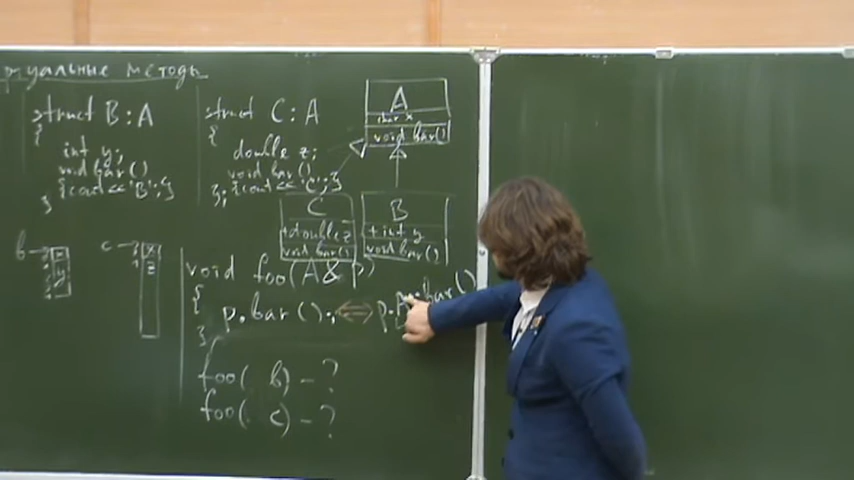 методы
struct B : A
{
int y;
void bar()
{cout << 'B';}
}
struct C : A
{
double z;
void bar()
{cout << 'C';}
};
A
void bar()
C
+double z
void bar()
B
+int y
void bar()
b
x
y
c
x
z
void foo(A& p)
{
p.bar();
}
bar()
foo( b) - ?
foo( c) - ?